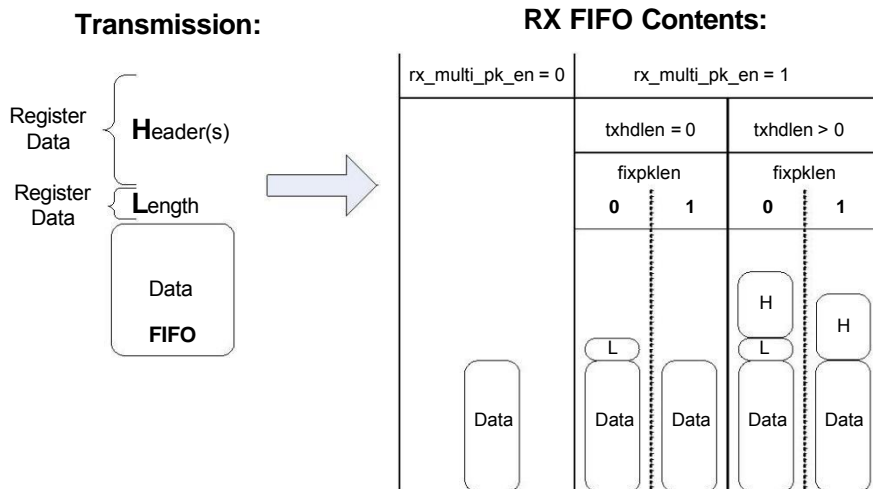 Transmission:
RX FIFO Contents:
rx_multi_pk_en = 0
rx_multi_pk_en = 1
Register
Data
Header(s)
txhdlen = 0
txhdlen > 0
Register
Data
Length
fixpklen
fixpklen
0
1
0
1
Data
FIFO
H
H
L
L
Data
Data
Data
Data
Data